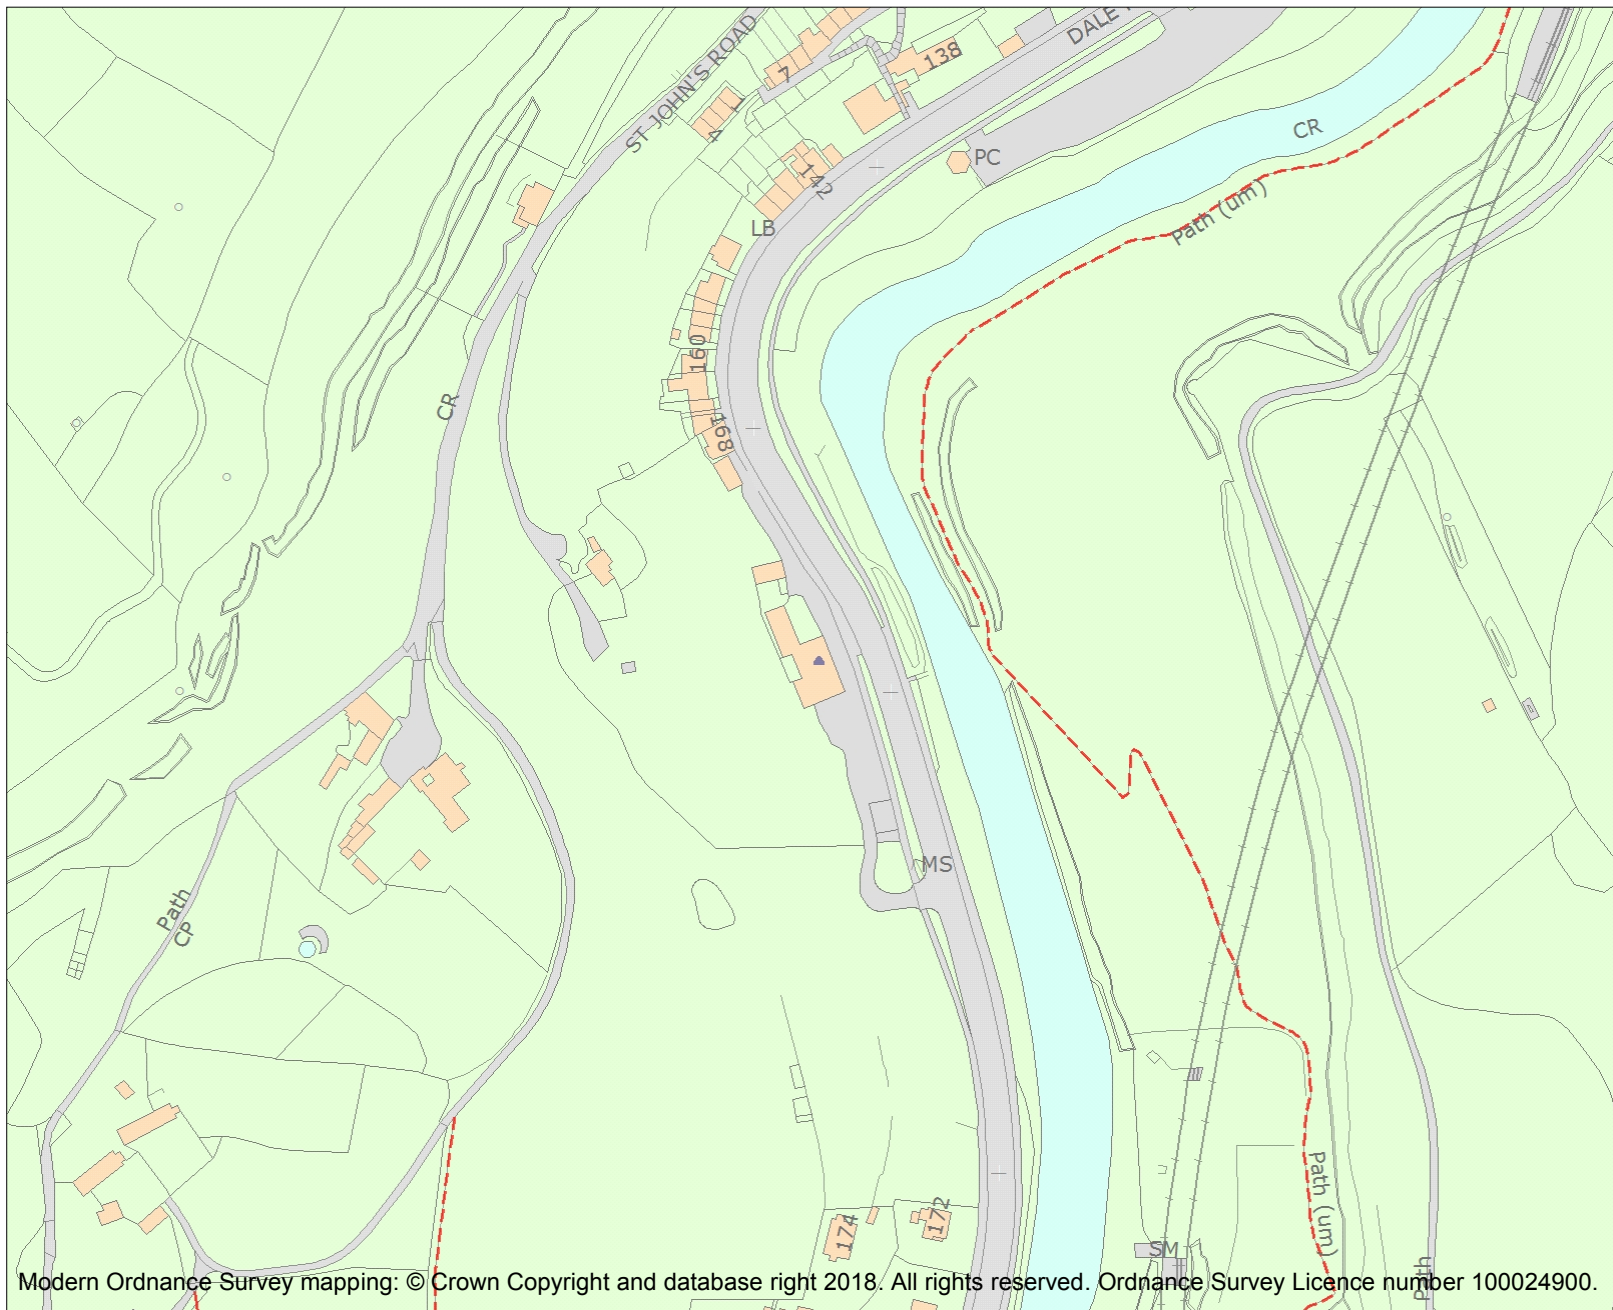 ST JOHN'S ROAD
7
138
DALE
1
4
142
PC
CR
Path (um)
LB
160
168
CR
MS
Path
CP
174
172
SM
Path (um)
Path
Modern Ordnance Survey mapping: © Crown Copyright and database right 2018. All rights reserved. Ordnance Survey Licence number 100024900.